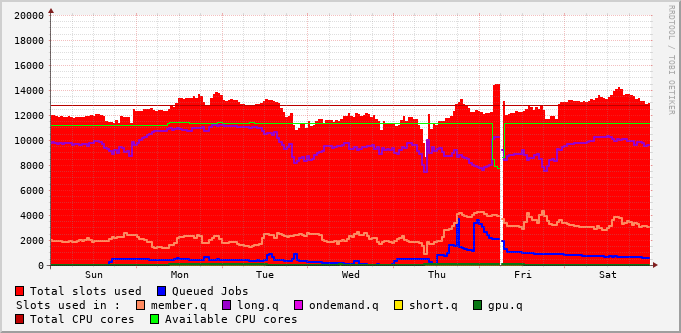 RRDTOOL / TOBI OETIKER
20000
18000
16000
14000
12000
10000
8000
6000
4000
2000
0
Sun Mon Tue Wed Thu Fri Sat
Total slots used Queued Jobs
Slots used in : member.q long.q ondemand.q short.q gpu.q
Total CPU cores Available CPU cores